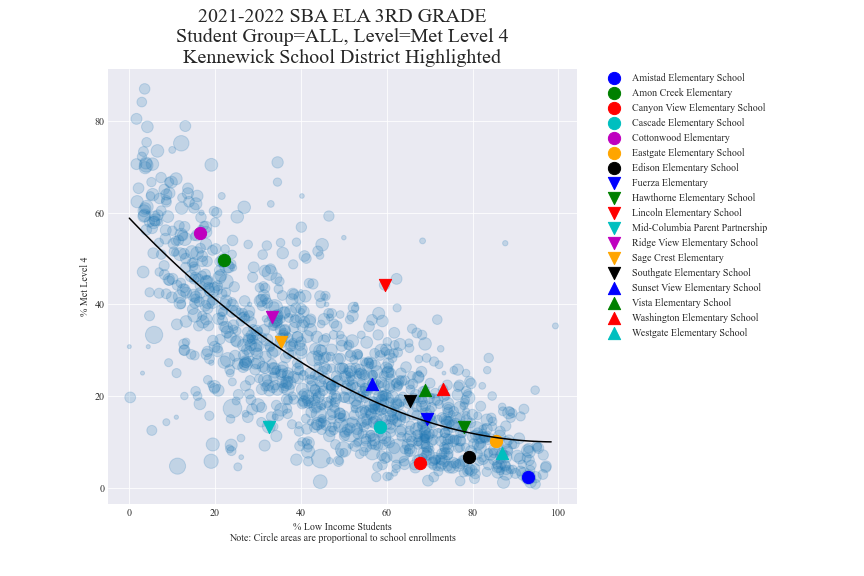 2021-2022 SBA ELA 3RD GRADE
Student Group=ALL, Level=Met Level 4
Kennewick School District Highlighted
% Met Level 4
80
60
40
20
0
0
20
40
60
80
100
% Low Income Students
Note: Circle areas are proportional to school enrollments
Amistad Elementary School
Amon Creek Elementary
Canyon View Elementary School
Cascade Elementary School
Cottonwood Elementary
Eastgate Elementary School
Edison Elementary School
Fuerza Elementary
Hawthorne Elementary School
Lincoln Elementary School
Mid-Columbia Parent Partnership
Ridge View Elementary School
Sage Crest Elementary
Southgate Elementary School
Sunset View Elementary School
Vista Elementary School
Washington Elementary School
Westgate Elementary School